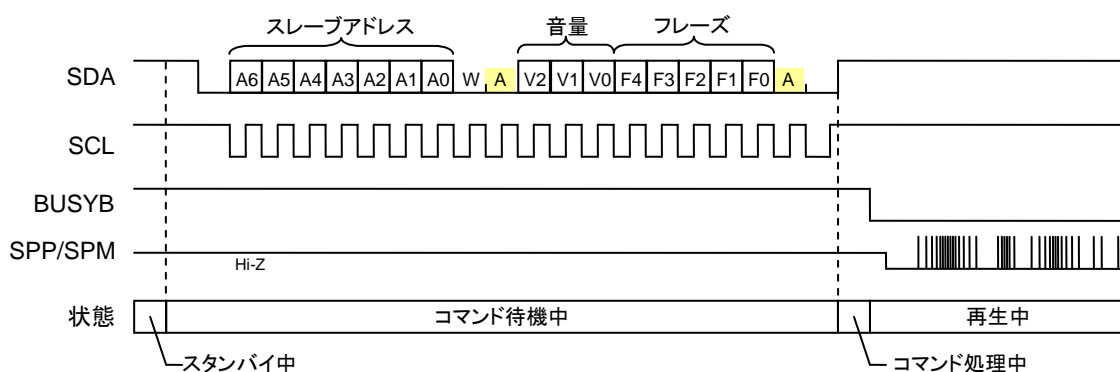 スレーブアドレス 音量 フレーズ
SDA A6 A5 A4 A3 A2 A1 A0 W A V2 V1 V0 F4 F3 F2 F1 F0 A
SCL
BUSYB
SPP/SPM
Hi-Z
状態 コマンド待機中 再生中
スタンバイ中 コマンド処理中